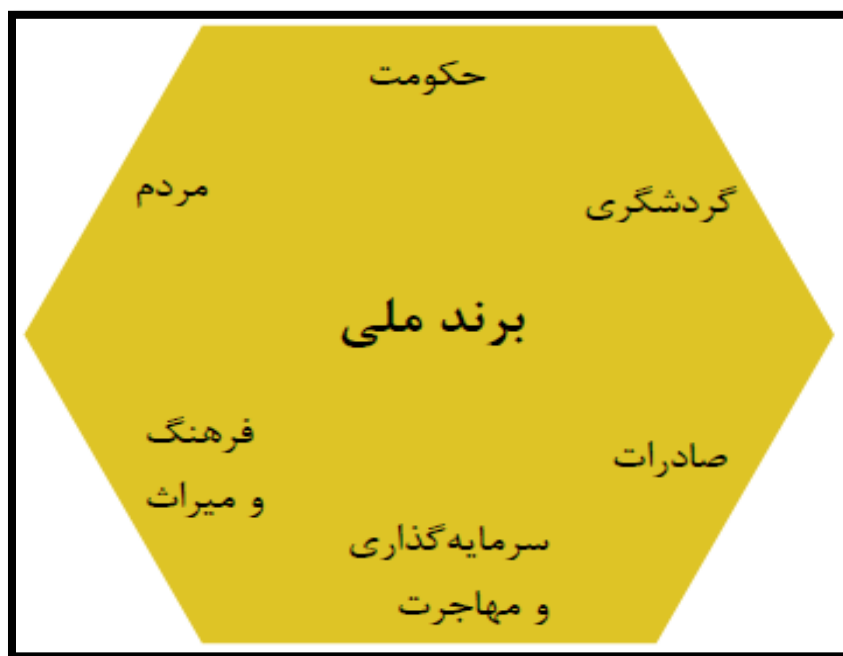 حکومت
گردشگری
مردم
برند ملی
صادرات
فرهنگ
و میراث
سرمایه‌گذاری
و مهاجرت